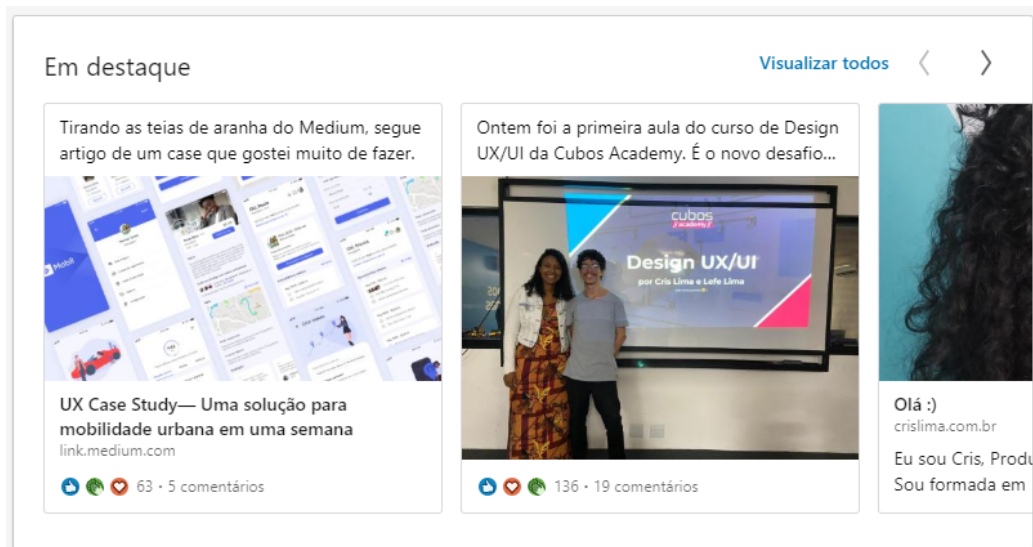 Em destaque
Visualizar todos
Tirando as teias de aranha do Medium, segue
artigo de um case que gostei muito de fazer.
Mobil
UX Case Study— Uma solução para
mobilidade urbana em uma semana
link.medium.com
63 • 5 comentários
Ontem foi a primeira aula do curso de Design
UX/UI da Cubos Academy. É o novo desafio...
cubos
academy
Design UX/UI
por Cris Lima e Lefe Lima
136 • 19 comentários
Olá :)
crislima.com.br
Eu sou Cris, Produ
Sou formada em